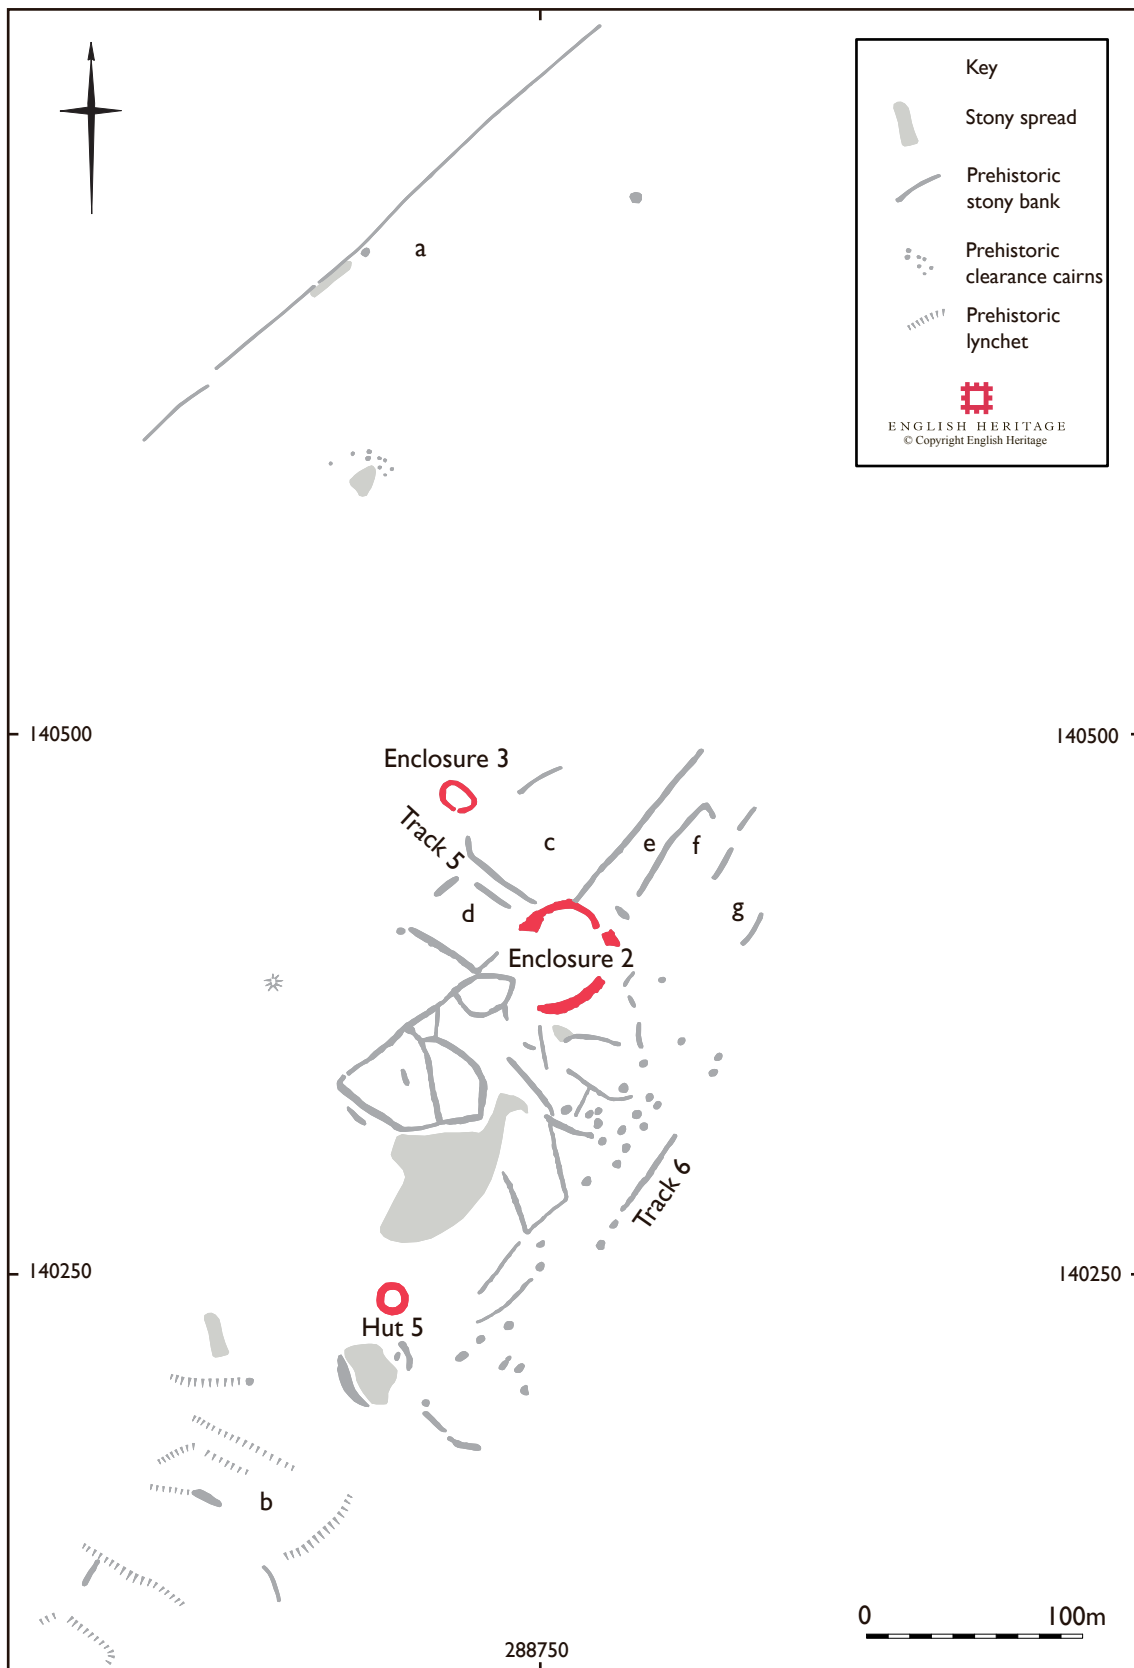 Key
Stony spread
Prehistoric
stony bank
Prehistoric
clearance cairns
Prehistoric
lynchet
ENGLISH HERITAGE
© Copyright English Heritage
a
140500
140500
Enclosure 3
Track 5
c
e
f
d
g
Enclosure 2
Track 6
140250
140250
Hut 5
b
0 100m
288750